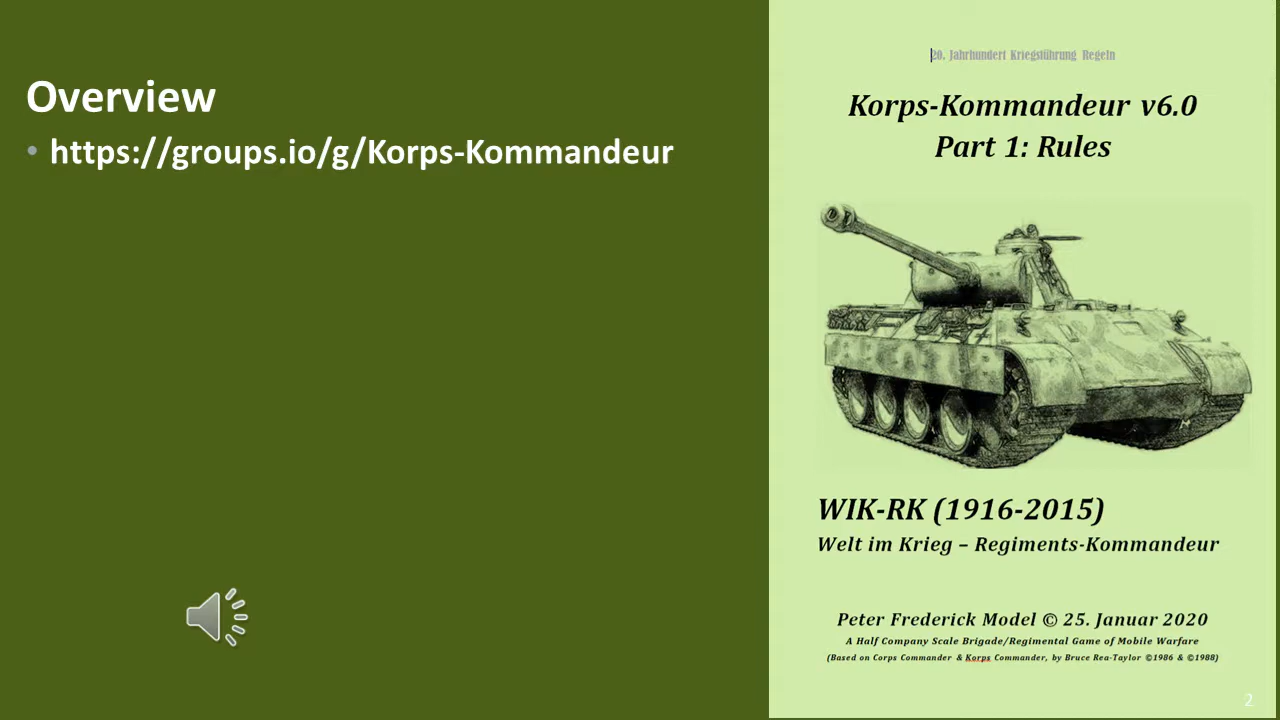 Overview
• https://groups.io/g/Korps-Kommandeur
20. Jahrhundert Kriegstührung Regeln
Korps-Kommandeur v6.0
Part 1: Rules
WIK-RK (1916-2015)
Welt im Krieg – Regiments-Kommandeur
Peter Frederick Model © 25. Januar 2020
A Half Company Scale Brigade/Regimental Game of Mobile Warfare
(Based on Corps Commander & Korps Commander, by Bruce Rea-Taylor ©1986 & ©1988)
2